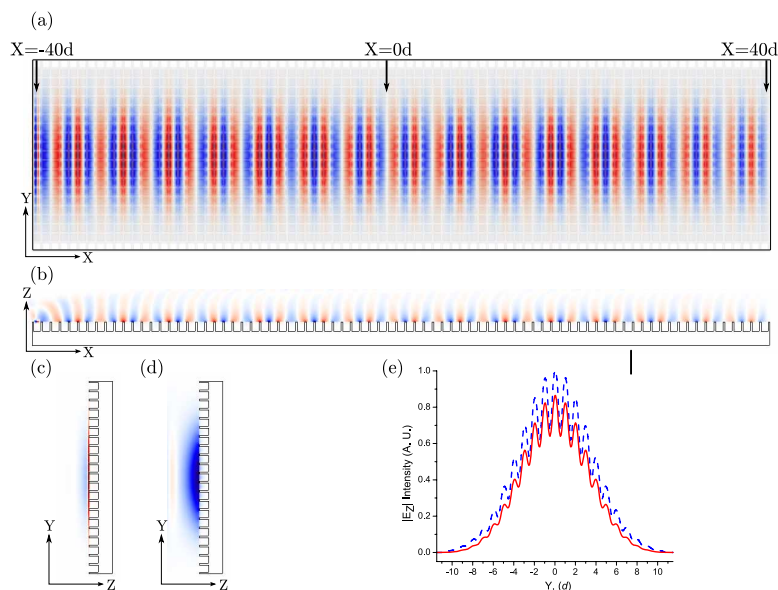 (a)
X=-40d X=0d X=40d
Y
X
(b)
Z
X
(c) (d) (e)
Y
Z
Y
Z
|EZ| Intensity (A. U.)
1.0
0.8
0.6
0.4
0.2
0.0
-10 -8 -6 -4 -2 0 2 4 6 8 10
Y, (d)